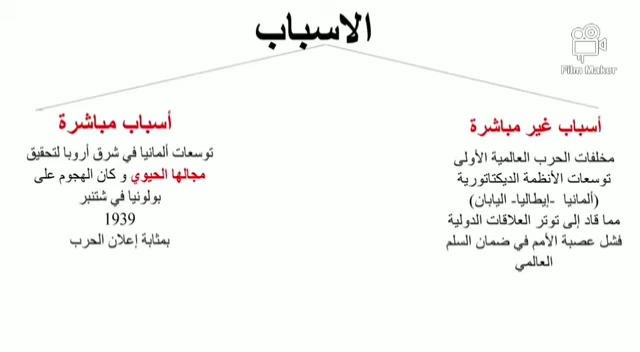 الاسباب
Film Maker
أسباب غير مباشرة
مخلفات الحرب العالمية الأولى
توسعات الأنظمة الديكتاتورية
(ألمانيا -إيطاليا- اليابان)
مما قاد إلى توتر العلاقات الدولية
فشل عصبة الأمم في ضمان السلم
العالمي
أسباب مباشرة
توسعات ألمانيا في شرق أروبا لتحقيق
مجالها الحيوي و كان الهجوم على
بولونيا في شتنبر
1939
بمثابة إعلان الحرب